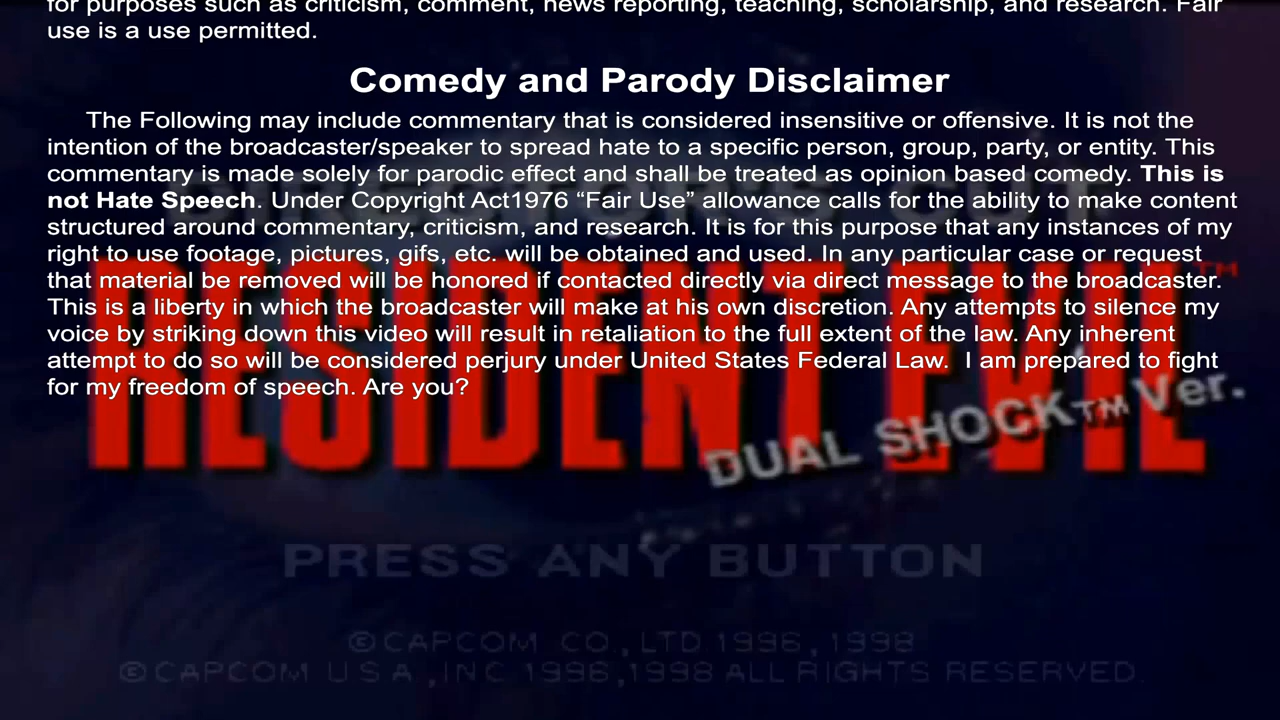 for purposes such as criticism, comment, news reporting, teaching, scholarship, and research. Fair
use is a use permitted.
Comedy and Parody Disclaimer
The Following may include commentary that is considered insensitive or offensive. It is not the
intention of the broadcaster/speaker to spread hate to a specific person, group, party, or entity. This
commentary is made solely for parodic effect and shall be treated as opinion based comedy. This is
not Hate Speech. Under Copyright Act1976 “Fair Use” allowance calls for the ability to make content
structured around commentary, criticism, and research. It is for this purpose that any instances of my
right to use footage, pictures, gifs, etc. will be obtained and used. In any particular case or request
that material be removed will be honored if contacted directly via direct message to the broadcaster.
This is a liberty in which the broadcaster will make at his own discretion. Any attempts to silence my
voice by striking down this video will result in retaliation to the full extent of the law. Any inherent
attempt to do so will be considered perjury under United States Federal Law.  I am prepared to fight
for my freedom of speech. Are you?
DIRECTOR'S CUT
RESIDENT EVIL™
DUAL SHOCK™ Ver.
PRESS ANY BUTTON
©CAPCOM CO., LTD.1996,1998
©CAPCOM U.S.A.,INC 1996,1998 ALL RIGHTS RESERVED.